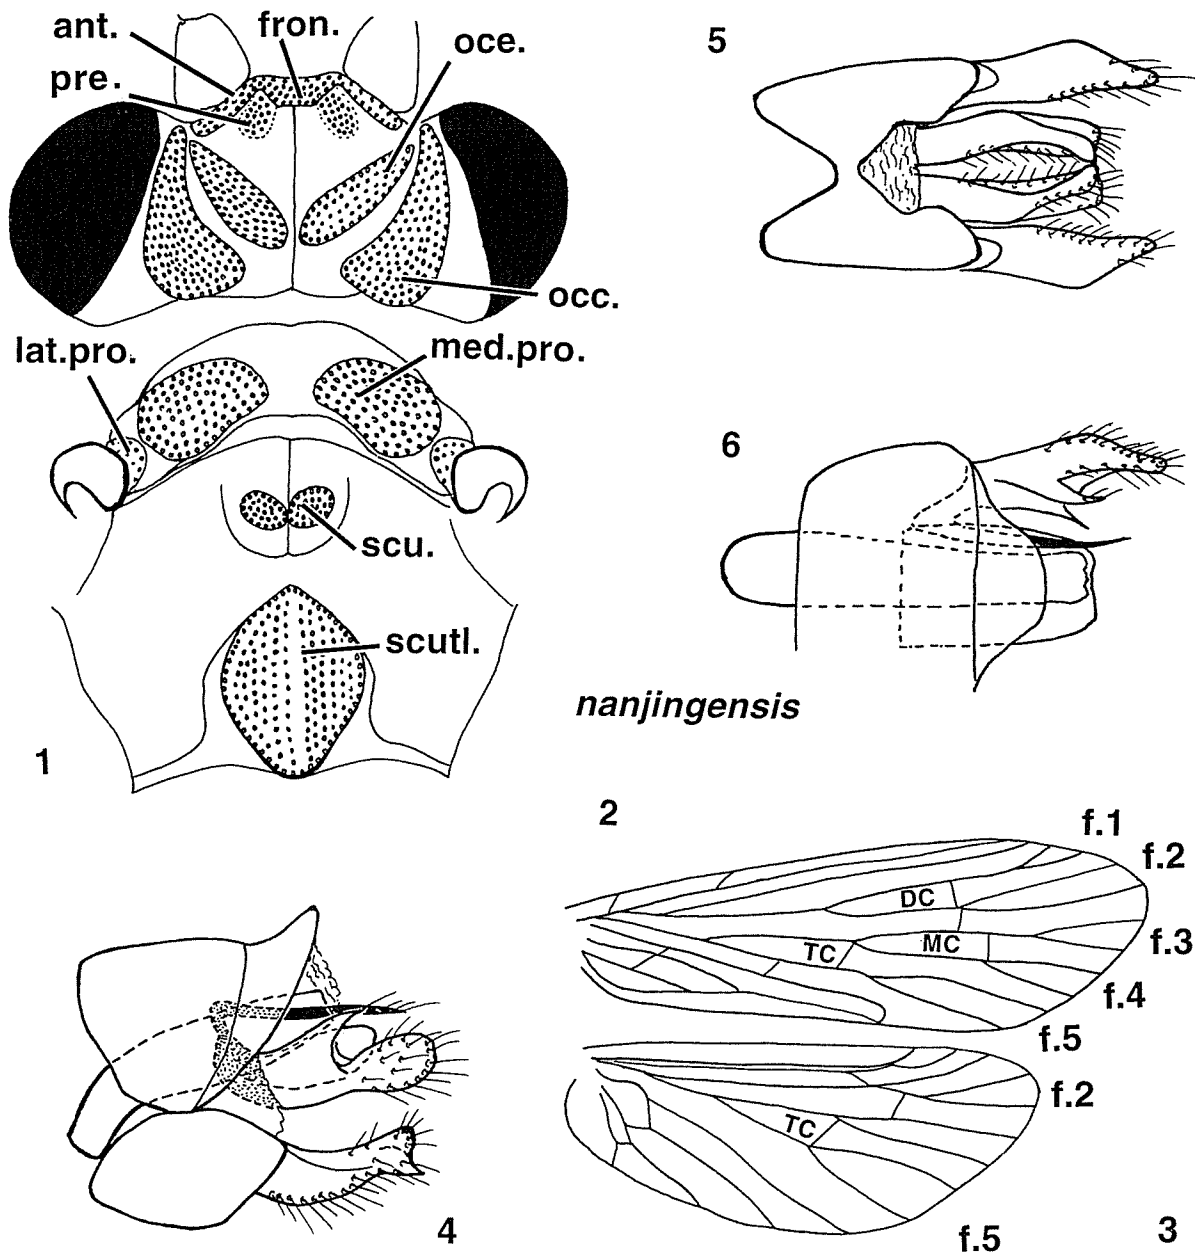 ant.
fron.
oce.
pre.
occ.
lat.pro.
med.pro.
scu.
scutl.
1
5
6
nanjingensis
2
f.1
f.2
DC
f.3
TC
MC
f.4
f.5
f.2
TC
f.5
3
4